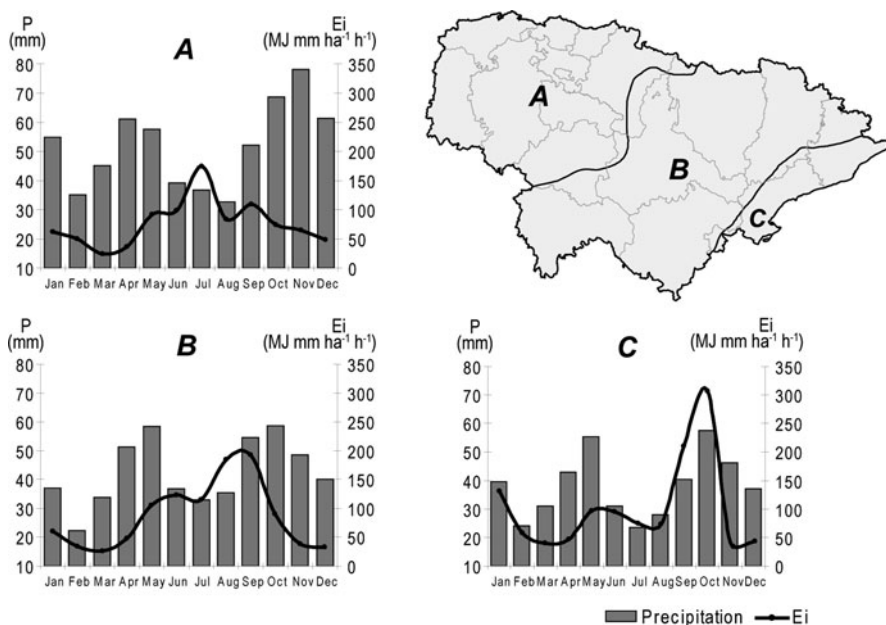 P
(mm)
A
Ei
(MJ mm ha⁻¹ h⁻¹)
80
70
60
50
40
30
20
10
350
300
250
200
150
100
50
0
Jan Feb Mar Apr May Jun Jul Aug Sep Oct Nov Dec
A
B
C
P
(mm)
B
Ei
(MJ mm ha⁻¹ h⁻¹)
80
70
60
50
40
30
20
10
350
300
250
200
150
100
50
0
Jan Feb Mar Apr May Jun Jul Aug Sep Oct Nov Dec
P
(mm)
C
Ei
(MJ mm ha⁻¹ h⁻¹)
80
70
60
50
40
30
20
10
350
300
250
200
150
100
50
0
Jan Feb Mar Apr May Jun Jul Aug Sep Oct Nov Dec
Precipitation Ei